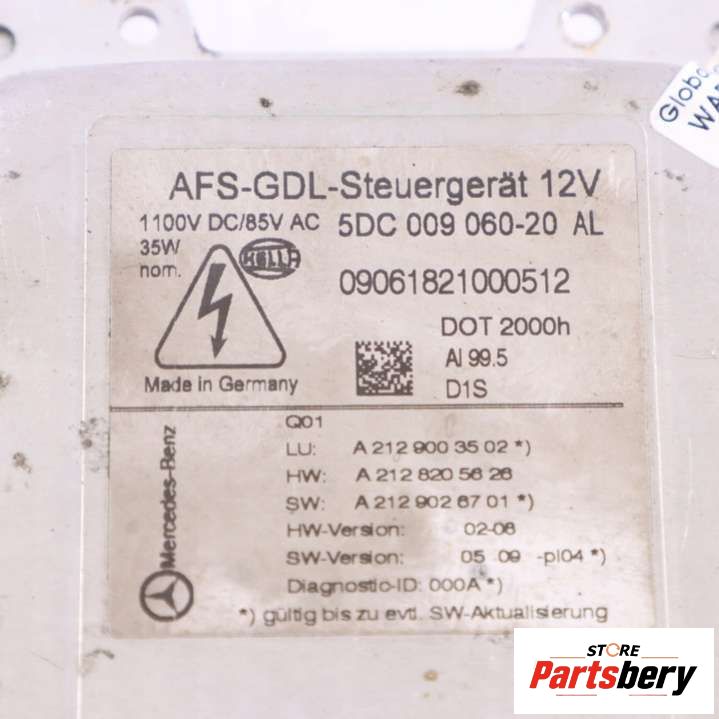 Globa
WA
AFS-GDL-Steuergerät 12V
1100V DC/85V AC 5DC 009 060-20 AL
35W
nom.
HELLA
09061821000512
DOT 2000h
AI 99.5
D1S
Made in Germany
Mercedes-Benz
Q01
LU: A 212 900 35 02 *)
HW: A 212 820 56 26
SW: A 212 902 67 01 *)
HW-Version: 02-08
SW-Version: 05 09 -pl04 *)
Diagnostic-ID: 000A *)
*) gültig bis zu evtl. SW-Aktualisierung
STORE
Partsbery